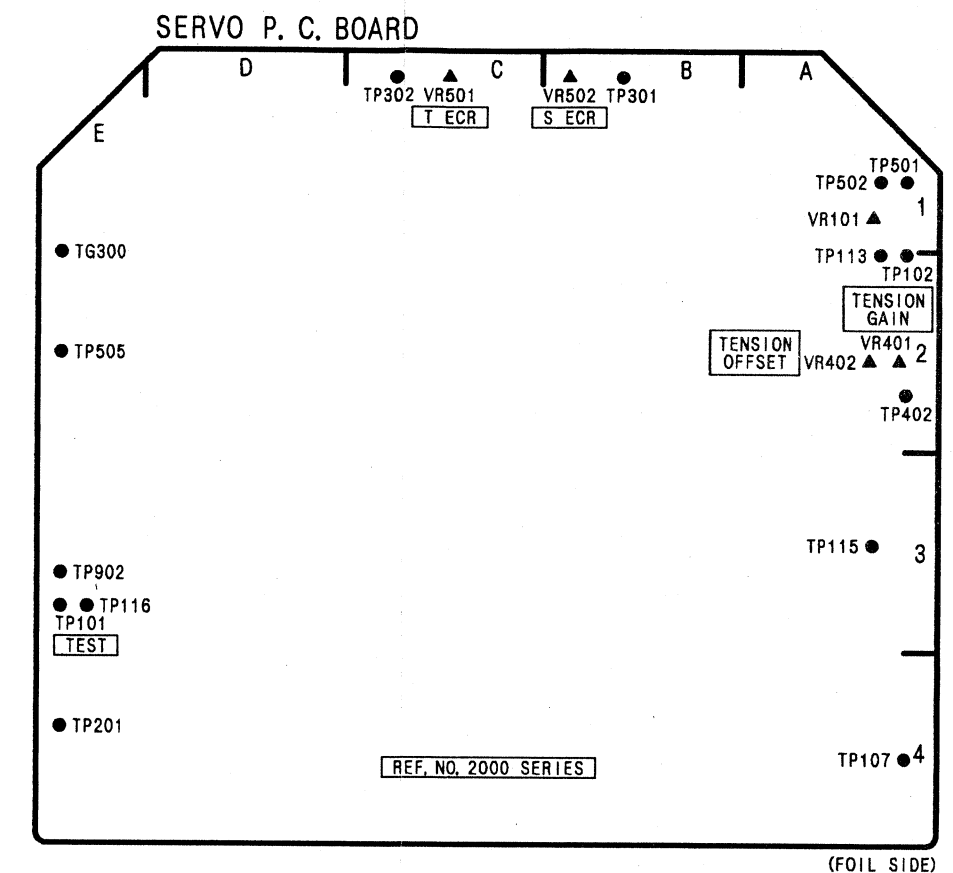 SERVO P. C. BOARD
D
C
B
A
E
TP302 VR501
T ECR
VR502 TP301
S ECR
TP501
TP502
1
VR101
TG300
TP113
TP102
TENSION
GAIN
TP505
TENSION
OFFSET
VR401
VR402
2
TP402
TP115
3
TP902
TP116
TP101
TEST
TP201
REF. NO. 2000 SERIES
TP107
4
(FOIL SIDE)